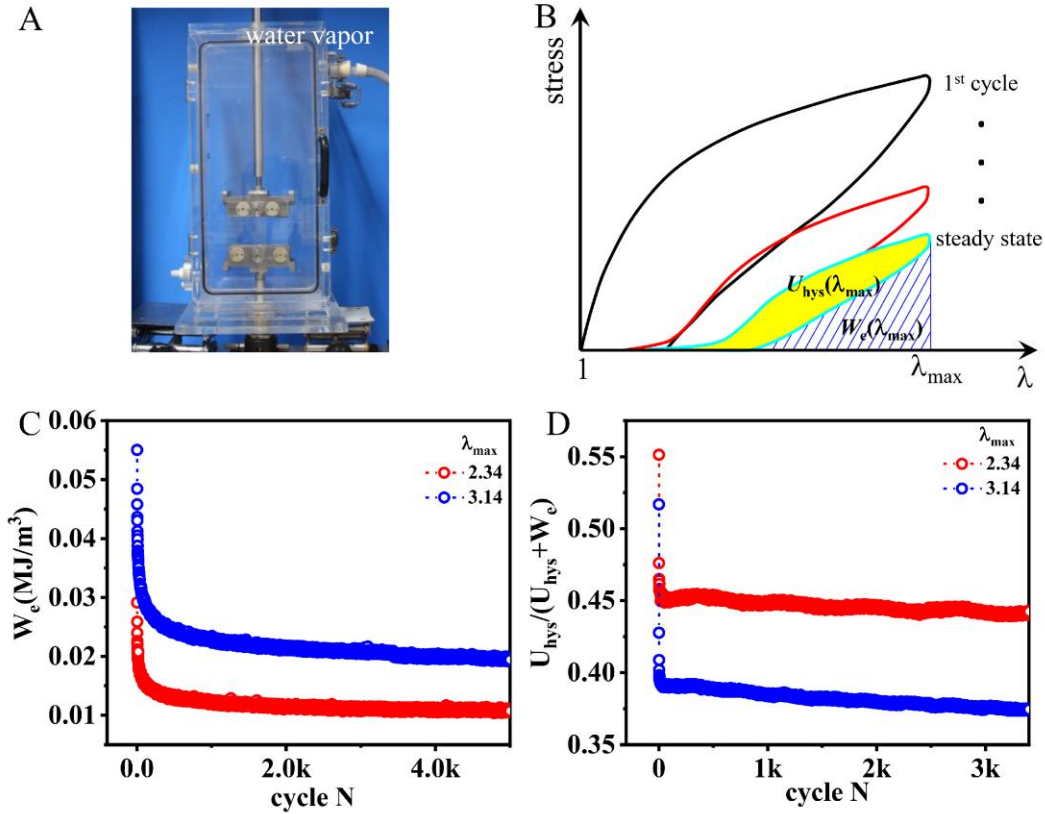 A
water vapor
B
stress
1st cycle
steady state
Uhys(λmax)
We(λmax)
1
λmax
λ
C
We(MJ/m3)
0.06
0.05
0.04
0.03
0.02
0.01
λmax
2.34
3.14
0.0
2.0k
4.0k
cycle N
D
Uhys/(Uhys+We)
0.55
0.50
0.45
0.40
0.35
λmax
2.34
3.14
0
1k
2k
3k
cycle N